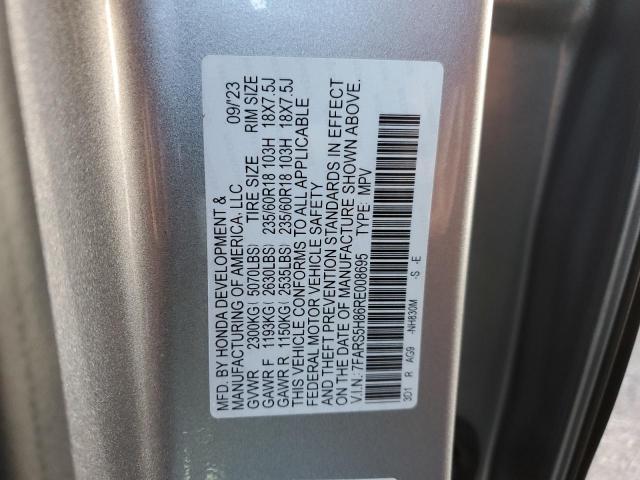 MFD. BY HONDA DEVELOPMENT &
MANUFACTURING OF AMERICA, LLC 09/'23
GVWR 2300KG( 5070LBS) TIRE SIZE RIM SIZE
GAWR F 1193KG( 2630LBS) 235/60R18 103H 18X7.5J
GAWR R 1150KG( 2535LBS) 235/60R18 103H 18X7.5J
THIS VEHICLE CONFORMS TO ALL APPLICABLE
FEDERAL MOTOR VEHICLE SAFETY
AND THEFT PREVENTION STANDARDS IN EFFECT
ON THE DATE OF MANUFACTURE SHOWN ABOVE.
V.I.N.: 7FARS5H86RE008695 TYPE: MPV
3D1 R AG9 -NH830M -S -E